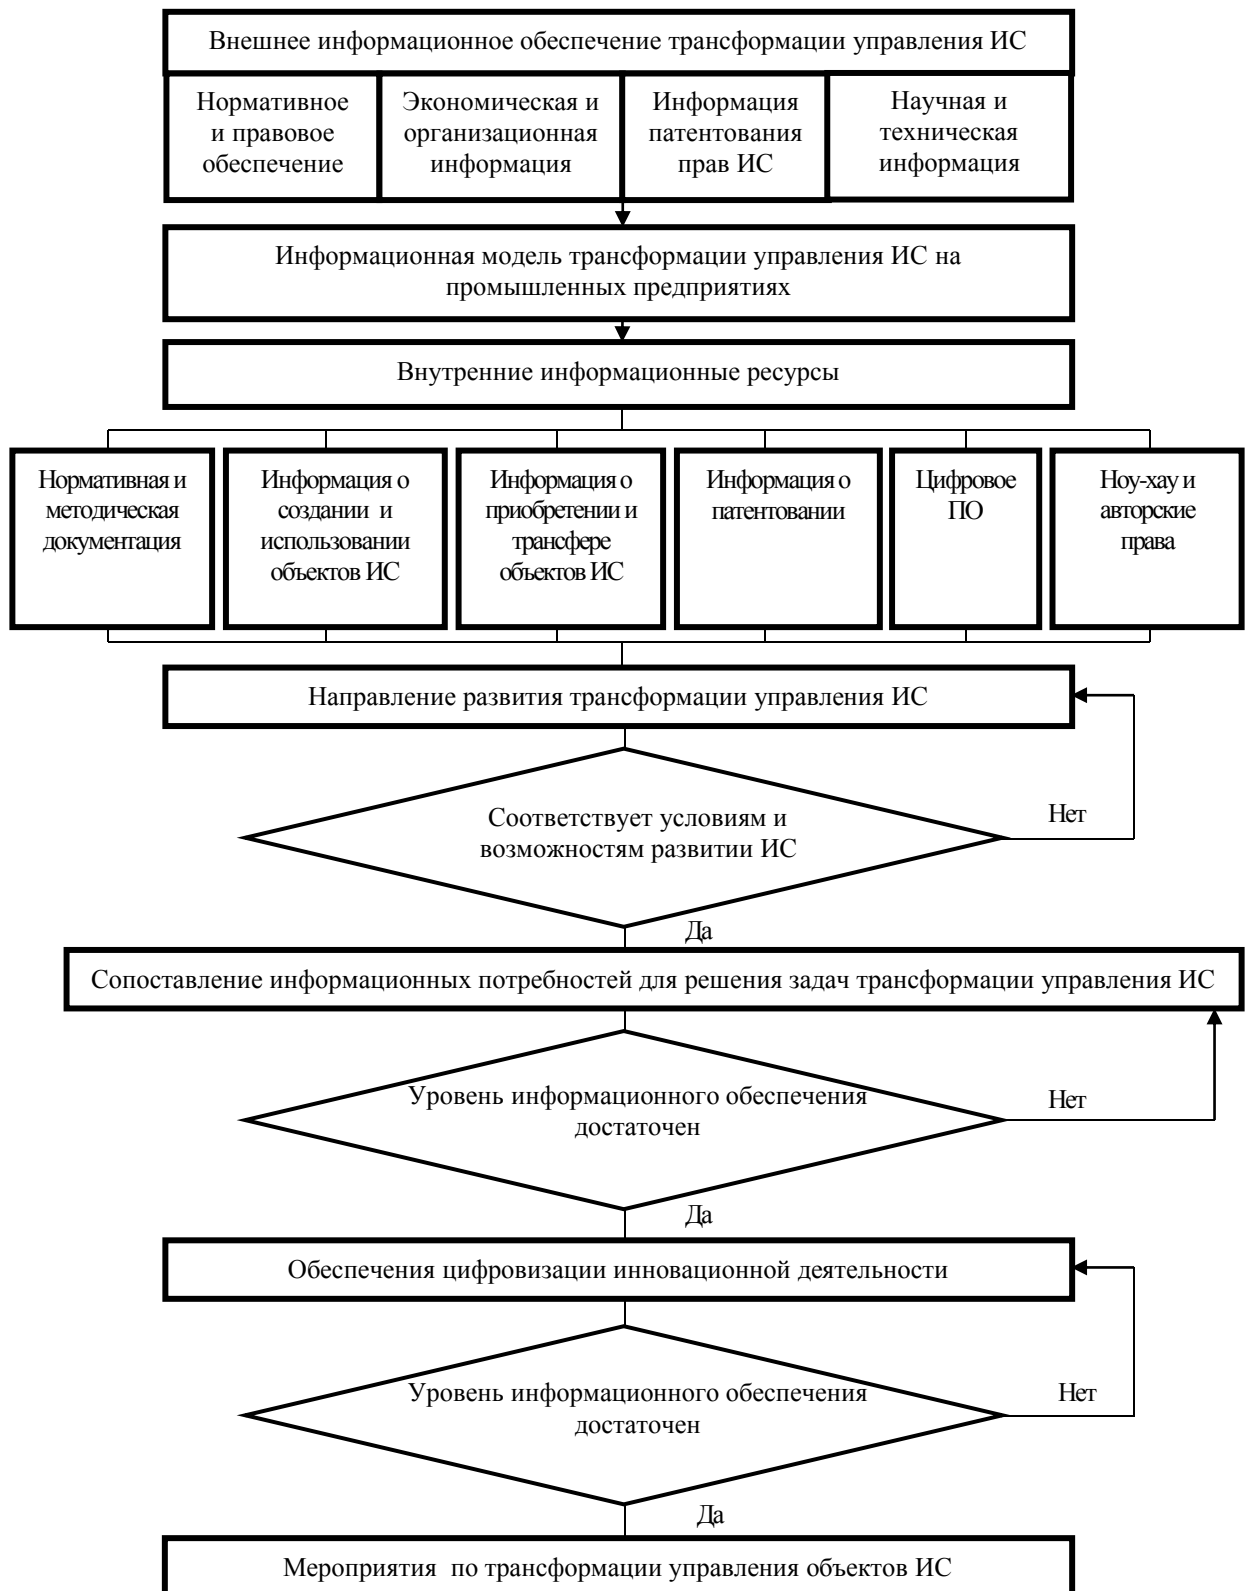 Внешнее информационное обеспечение трансформации управления ИС
Нормативное
и правовое
обеспечение
Экономическая и
организационная
информация
Информация
патентования
прав ИС
Научная и
техническая
информация
Информационная модель трансформации управления ИС на
промышленных предприятиях
Внутренние информационные ресурсы
Нормативная и
методическая
документация
Информация о
создании и
использовании
объектов ИС
Информация о
приобретении и
трансфере
объектов ИС
Информация о
патентовании
Цифровое
ПО
Ноу-хау и
авторские
права
Направление развития трансформации управления ИС
Соответствует условиям и
возможностям развитии ИС
Нет
Да
Сопоставление информационных потребностей для решения задач трансформации управления ИС
Уровень информационного обеспечения
достаточен
Нет
Да
Обеспечения цифровизации инновационной деятельности
Уровень информационного обеспечения
достаточен
Нет
Да
Мероприятия по трансформации управления объектов ИС